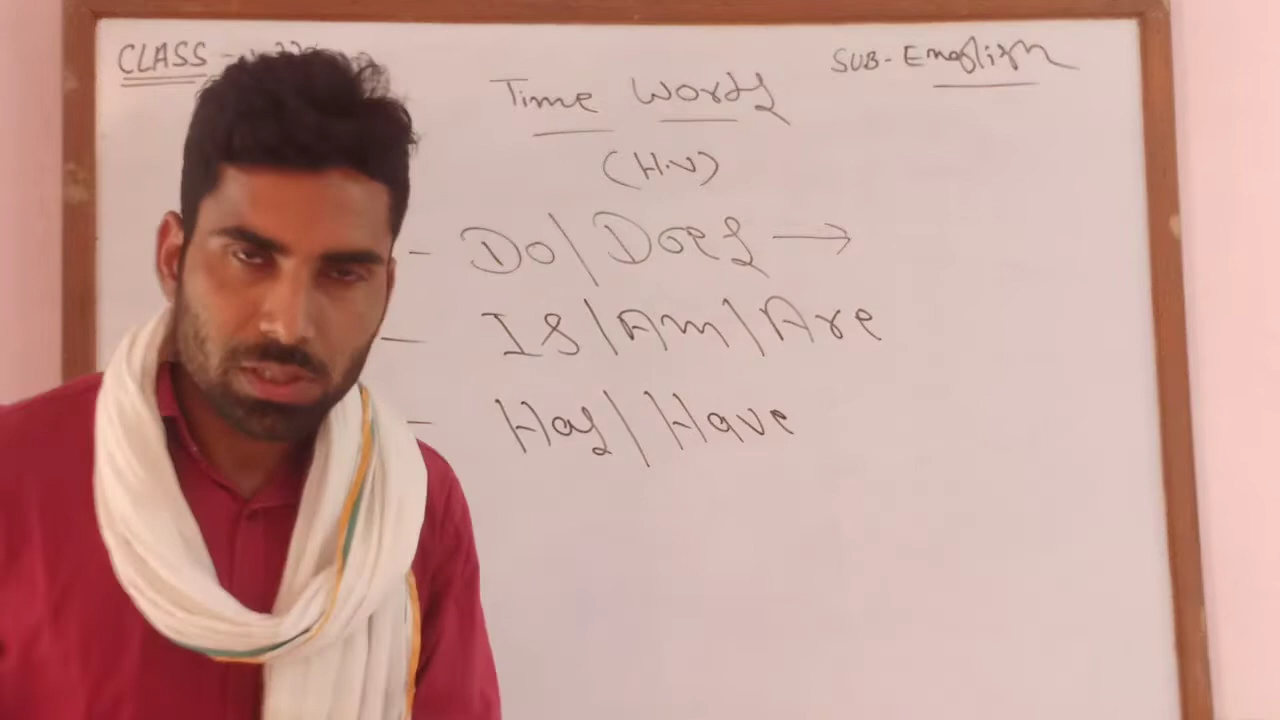 CLASS -
SUB- English
Time Words
(H.V)
- Do/Does →
- Is/Am/Are
- Has/Have